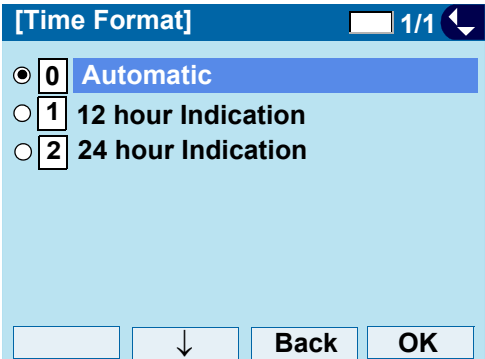 [Time Format] 1/1
0 Automatic
1 12 hour Indication
2 24 hour Indication
↓ Back OK